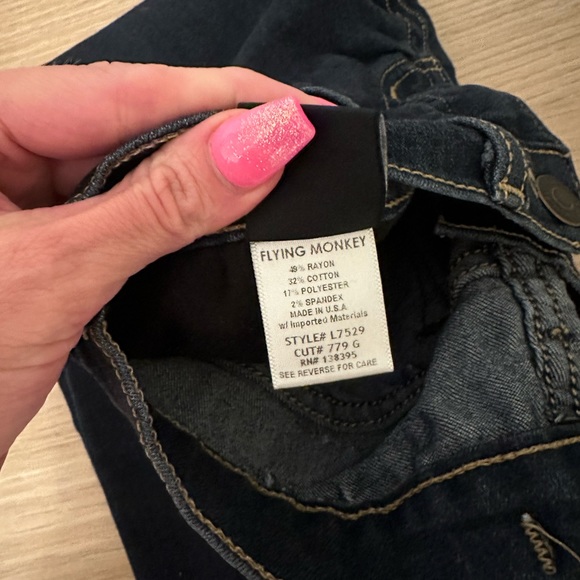 FLYING MONKEY
49% RAYON
32% COTTON
17% POLYESTER
2% SPANDEX
MADE IN U.S.A
w/ Imported Materials
STYLE# L7529
CUT# 779 G
RN# 138395
SEE REVERSE FOR CARE